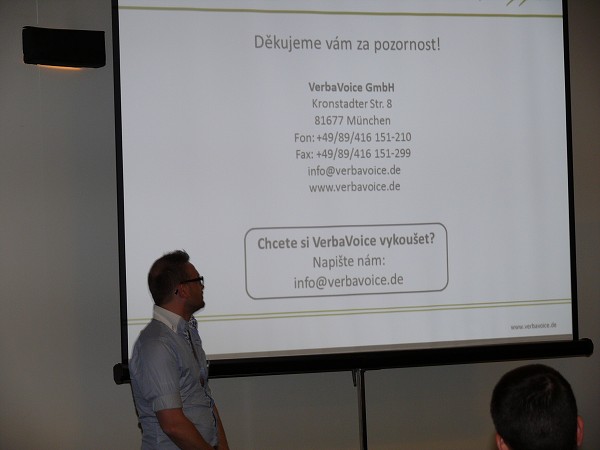 Děkujeme vám za pozornost!
VerbaVoice GmbH
Kronstadter Str. 8
81677 München
Fon: +49/89/416 151-210
Fax: +49/89/416 151-299
info@verbavoice.de
www.verbavoice.de
Chcete si VerbaVoice vykoušet?
Napište nám:
info@verbavoice.de
www.verbavoice.de